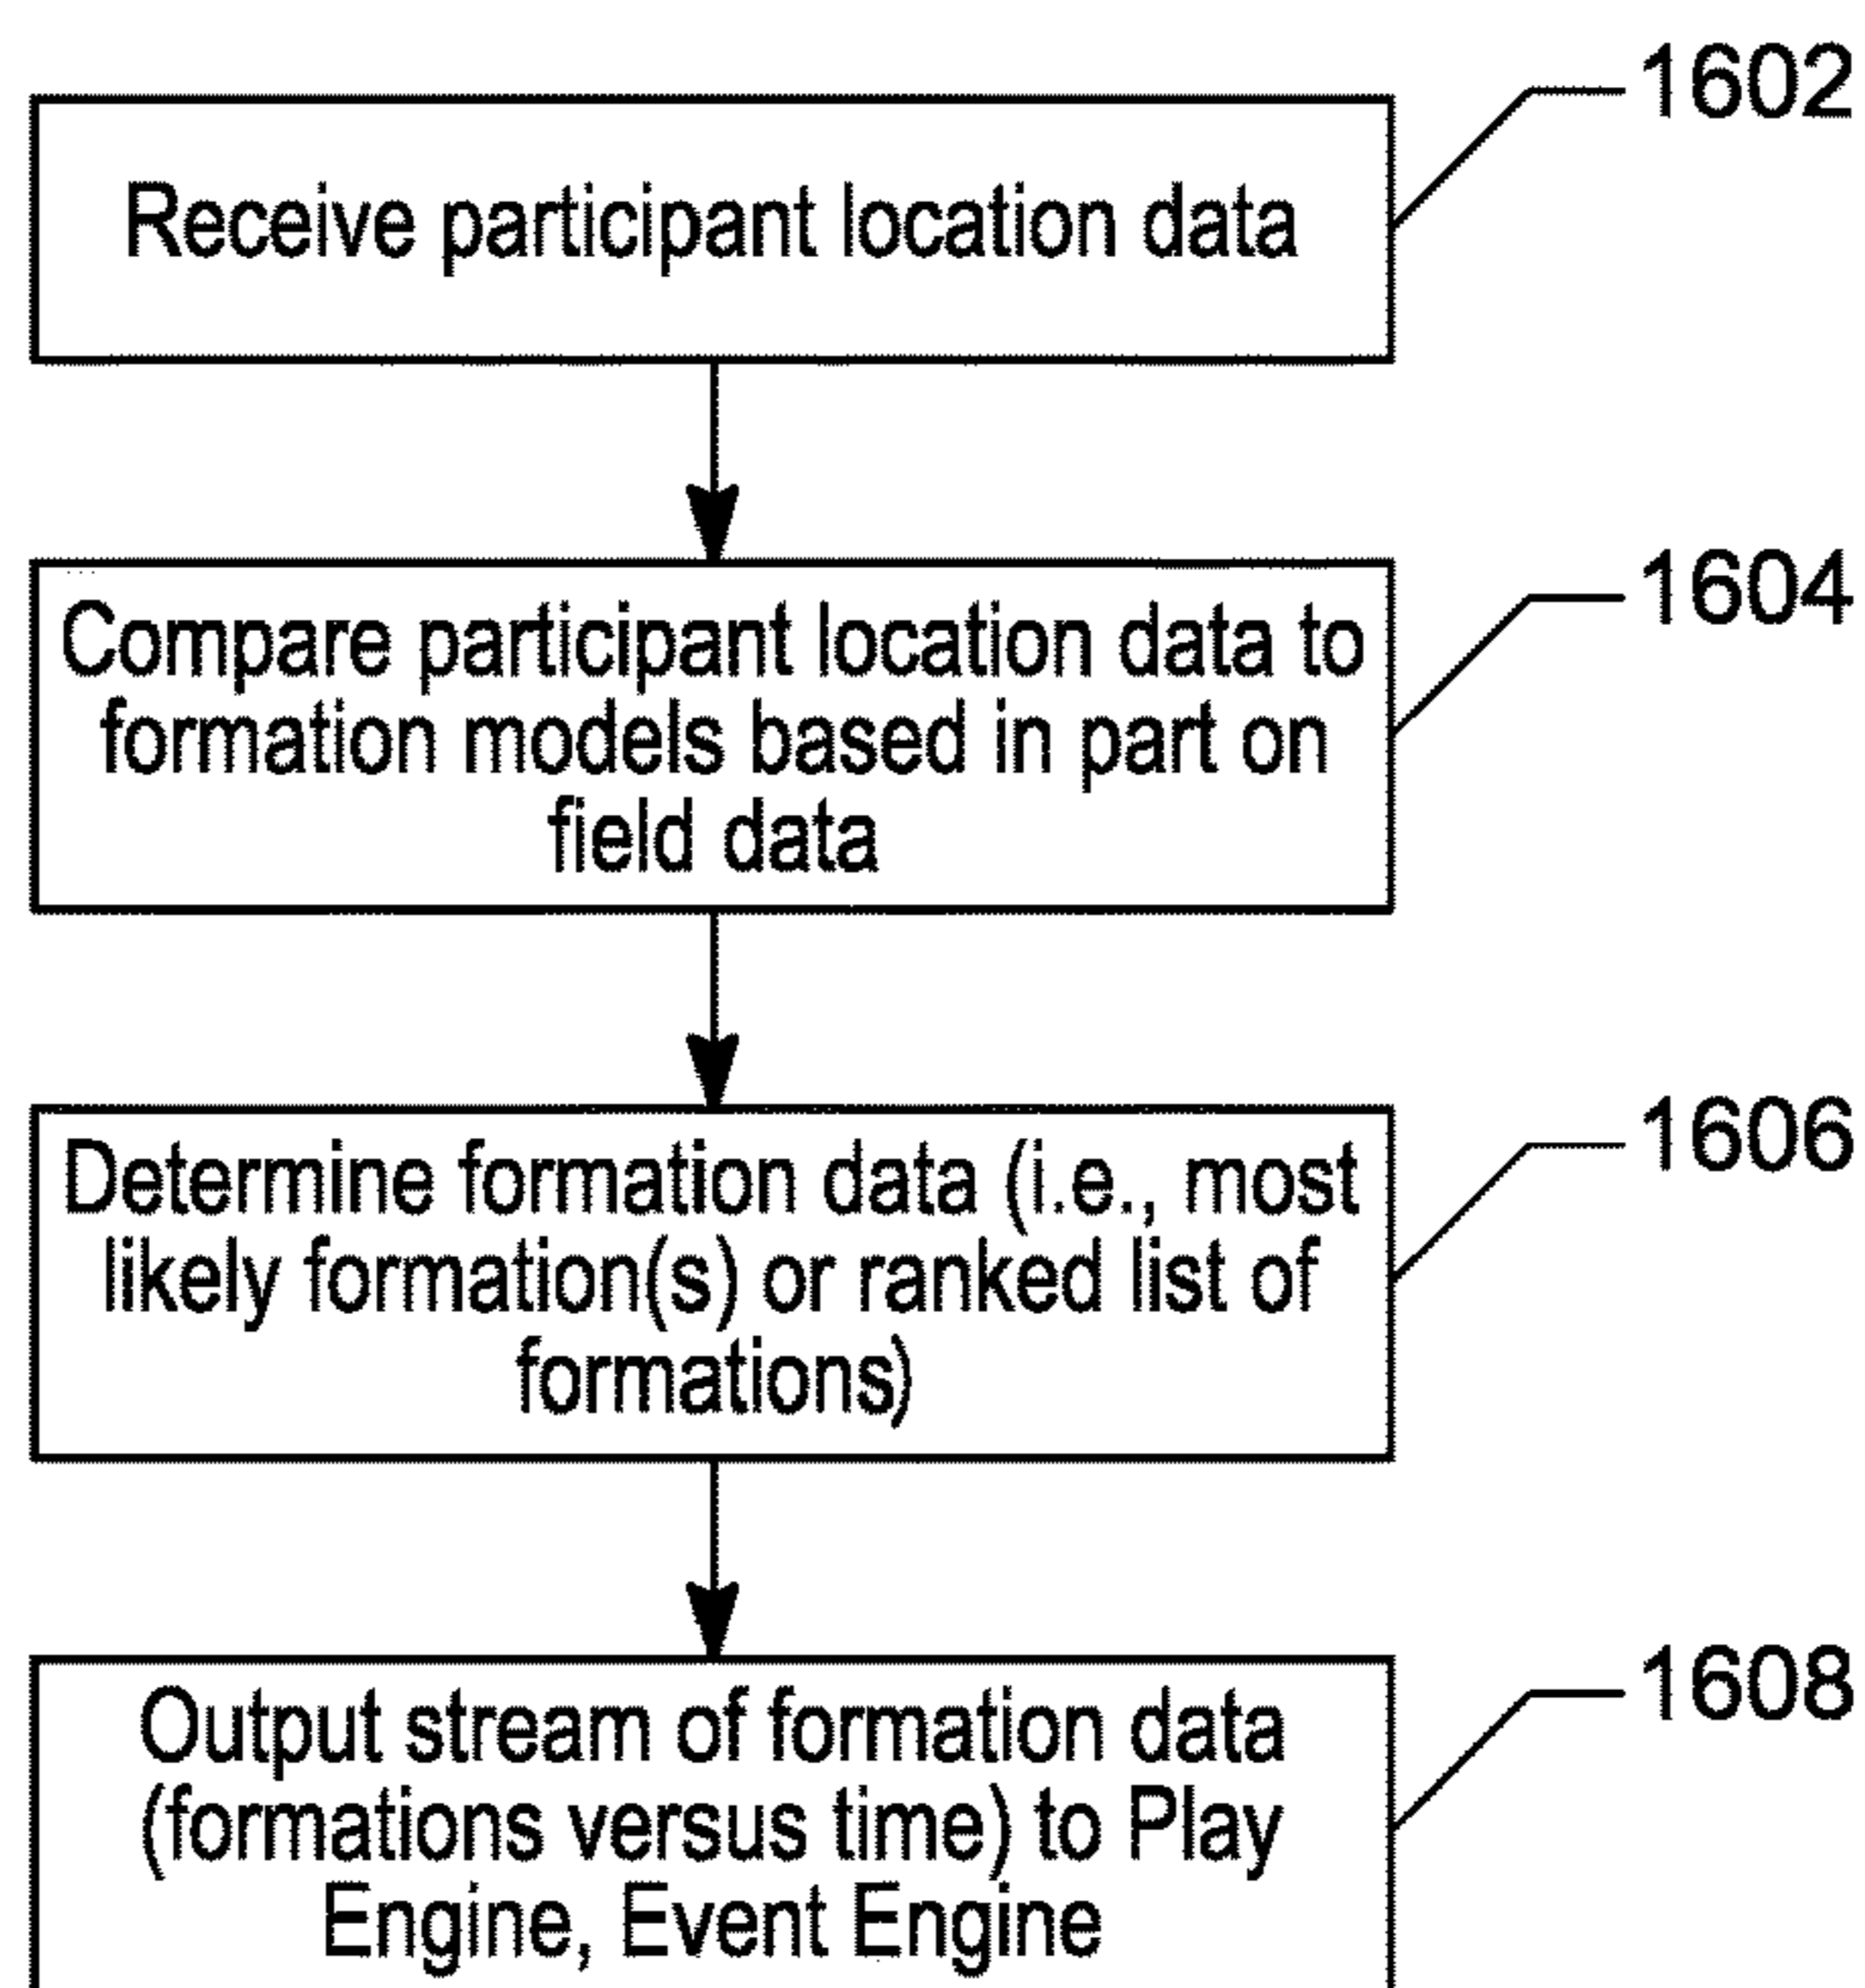 1602
Receive participant location data
1604
Compare participant location data to
formation models based in part on
field data
1606
Determine formation data (i.e., most
likely formation(s) or ranked list of
formations)
1608
Output stream of formation data
(formations versus time) to Play
Engine, Event Engine